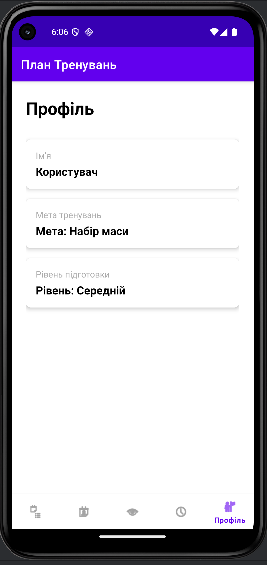 6:06
План Тренувань
Профіль
Ім'я
Користувач
Мета тренувань
Мета: Набір маси
Рівень підготовки
Рівень: Середній
Профіль